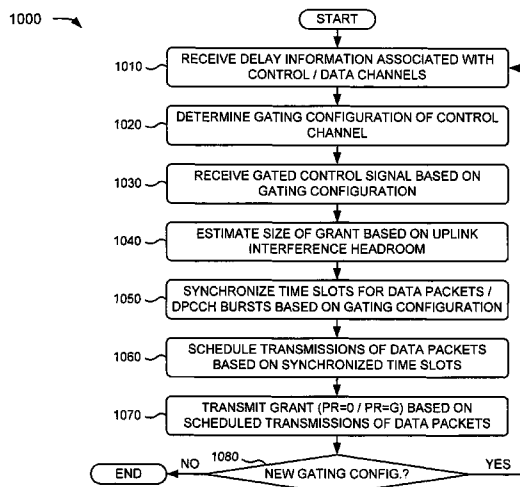 1000
START
1010
RECEIVE DELAY INFORMATION ASSOCIATED WITH
CONTROL / DATA CHANNELS
1020
DETERMINE GATING CONFIGURATION OF CONTROL
CHANNEL
1030
RECEIVE GATED CONTROL SIGNAL BASED ON
GATING CONFIGURATION
1040
ESTIMATE SIZE OF GRANT BASED ON UPLINK
INTERFERENCE HEADROOM
1050
SYNCHRONIZE TIME SLOTS FOR DATA PACKETS /
DPCCH BURSTS BASED ON GATING CONFIGURATION
1060
SCHEDULE TRANSMISSIONS OF DATA PACKETS
BASED ON SYNCHRONIZED TIME SLOTS
1070
TRANSMIT GRANT (PR=0 / PR=G) BASED ON
SCHEDULED TRANSMISSIONS OF DATA PACKETS
1080
END
NO
NEW GATING CONFIG.?
YES